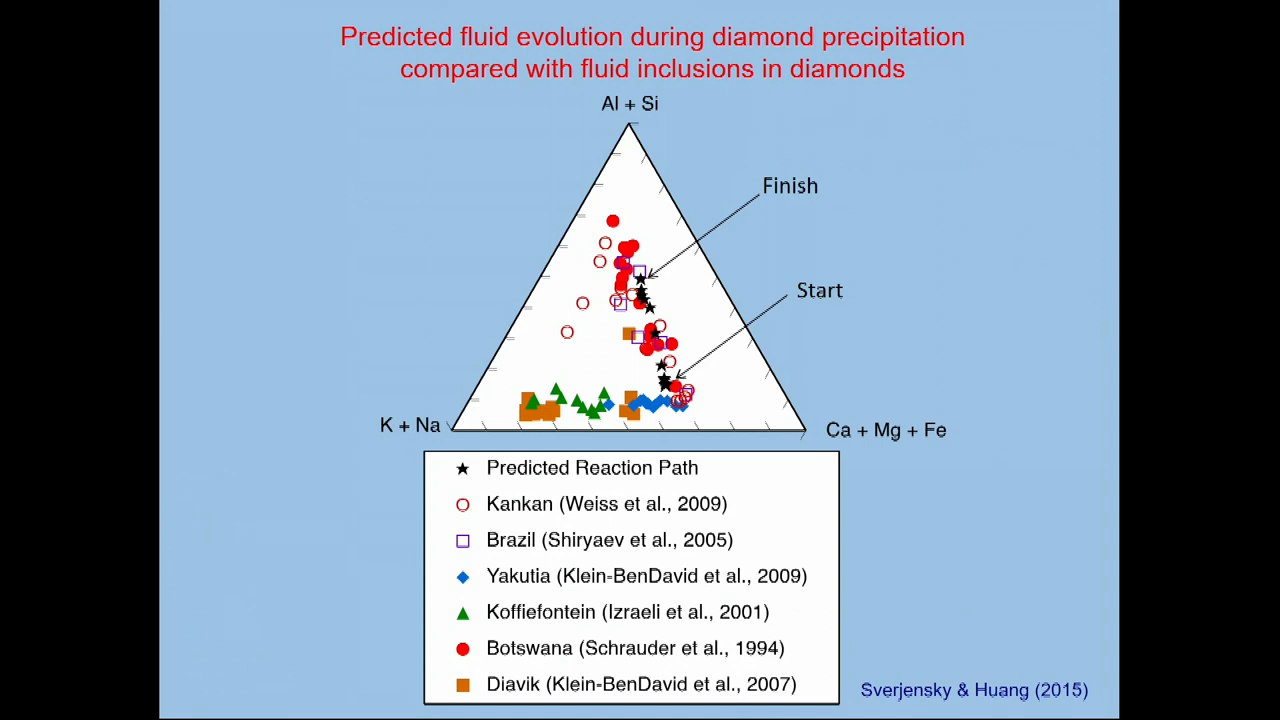 Predicted fluid evolution during diamond precipitation
compared with fluid inclusions in diamonds
Al + Si
Finish
Start
K + Na
Ca + Mg + Fe
Predicted Reaction Path
Kankan (Weiss et al., 2009)
Brazil (Shiryaev et al., 2005)
Yakutia (Klein-BenDavid et al., 2009)
Koffiefontein (Izraeli et al., 2001)
Botswana (Schrauder et al., 1994)
Diavik (Klein-BenDavid et al., 2007)
Sverjensky & Huang (2015)